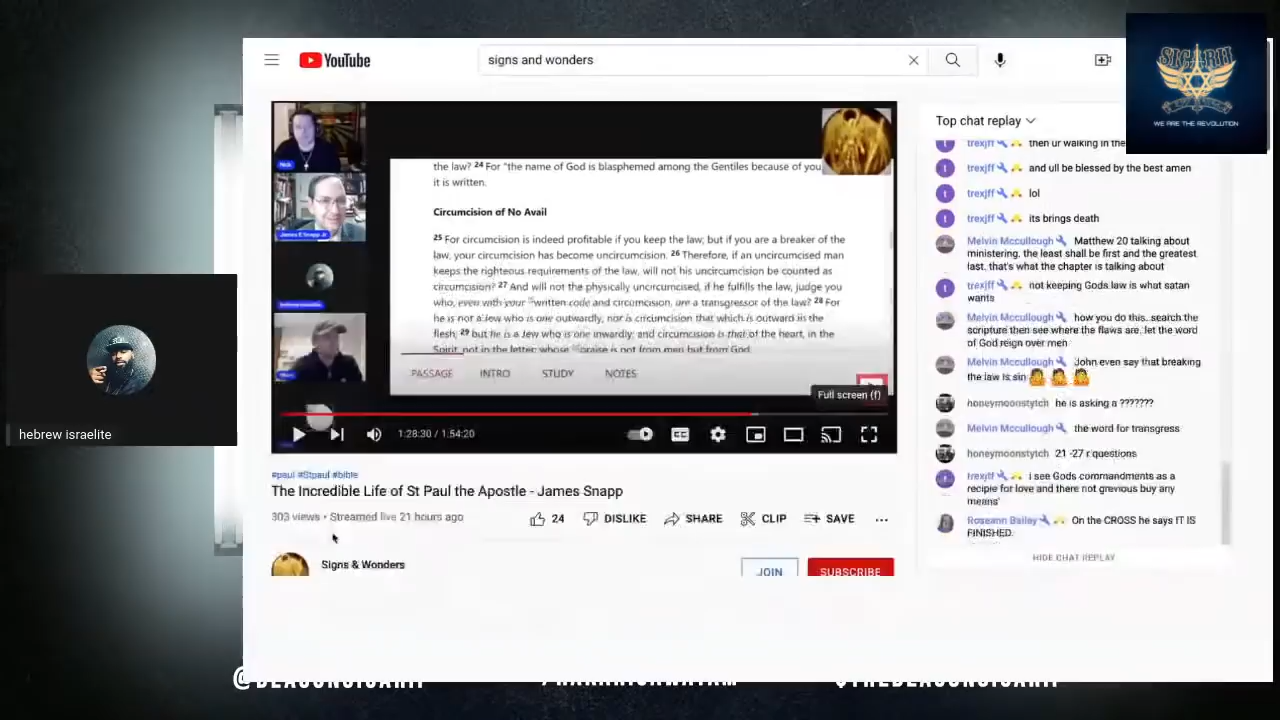 YouTube
signs and wonders
SICARII
WE ARE THE REVOLUTION
the law? 24 For "the name of God is blasphemed among the Gentiles because of you,
it is written.
Circumcision of No Avail
25 For circumcision is indeed profitable if you keep the law; but if you are a breaker of the
law, your circumcision has become uncircumcision. 26 Therefore, if an uncircumcised man
keeps the righteous requirements of the law, will not his uncircumcision be counted as
circumcision? 27 And will not the physically uncircumcised, if he fulfills the law, judge you
who, even with your written code and circumcision, are a transgressor of the law? 28 For
he is not a Jew who is one outwardly, nor is circumcision that which is outward in the
flesh; 29 but he is a Jew who is one inwardly; and circumcision is that of the heart, in the
Spirit, not in the letter; whose praise is not from men but from God.
PASSAGE INTRO STUDY NOTES
Nick
James E Snapp Jr
Full screen (f)
1:28:30 / 1:54:20
CC
#paul #Stpaul #bible
The Incredible Life of St Paul the Apostle - James Snapp
303 views • Streamed live 21 hours ago
24 DISLIKE SHARE CLIP SAVE ...
Signs & Wonders
JOIN SUBSCRIBE
Top chat replay
trexjff then ur walking in the
trexjff and ull be blessed by the best amen
trexjff lol
trexjff its brings death
Melvin Mccullough Matthew 20 talking about
ministering, the least shall be first and the greatest
last, that's what the chapter is talking about
trexjff not keeping Gods law is what satan
wants
Melvin Mccullough how you do this. search the
scripture then see where the flaws are, let the word
of God reign over men
Melvin Mccullough John even say that breaking
the law is sin
honeymoonstytch he is asking a ???????
Melvin Mccullough the word for transgress
honeymoonstytch 21 -27 r questions
trexjff i see Gods commandments as a
recipie for love and there not grevious buy any
means'
Roseann Bailey On the CROSS he says IT IS
FINISHED.
HIDE CHAT REPLAY
hebrew israelite